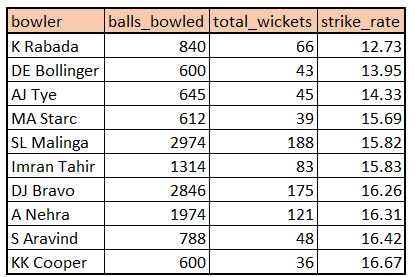 bowler balls_bowled total_wickets strike_rate
K Rabada 840 66 12.73
DE Bollinger 600 43 13.95
AJ Tye 645 45 14.33
MA Starc 612 39 15.69
SL Malinga 2974 188 15.82
Imran Tahir 1314 83 15.83
DJ Bravo 2846 175 16.26
A Nehra 1974 121 16.31
S Aravind 788 48 16.42
KK Cooper 600 36 16.67